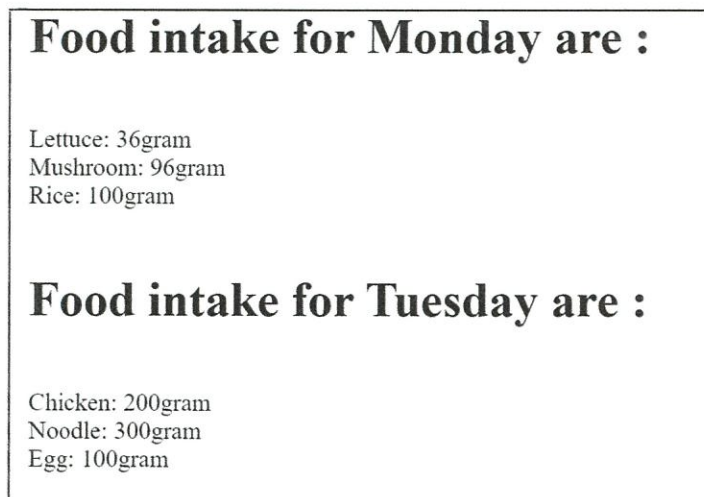 Food intake for Monday are :
Lettuce: 36gram
Mushroom: 96gram
Rice: 100gram
Food intake for Tuesday are :
Chicken: 200gram
Noodle: 300gram
Egg: 100gram